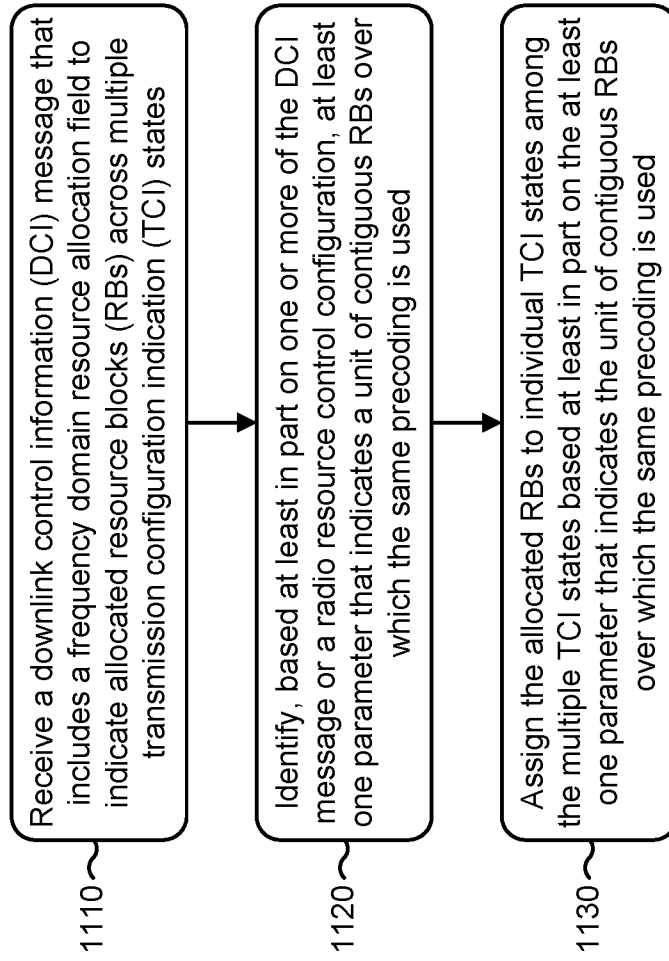 1110
Receive a downlink control information (DCI) message that
includes a frequency domain resource allocation field to
indicate allocated resource blocks (RBs) across multiple
transmission configuration indication (TCI) states
1120
Identify, based at least in part on one or more of the DCI
message or a radio resource control configuration, at least
one parameter that indicates a unit of contiguous RBs over
which the same precoding is used
1130
Assign the allocated RBs to individual TCI states among
the multiple TCI states based at least in part on the at least
one parameter that indicates the unit of contiguous RBs
over which the same precoding is used